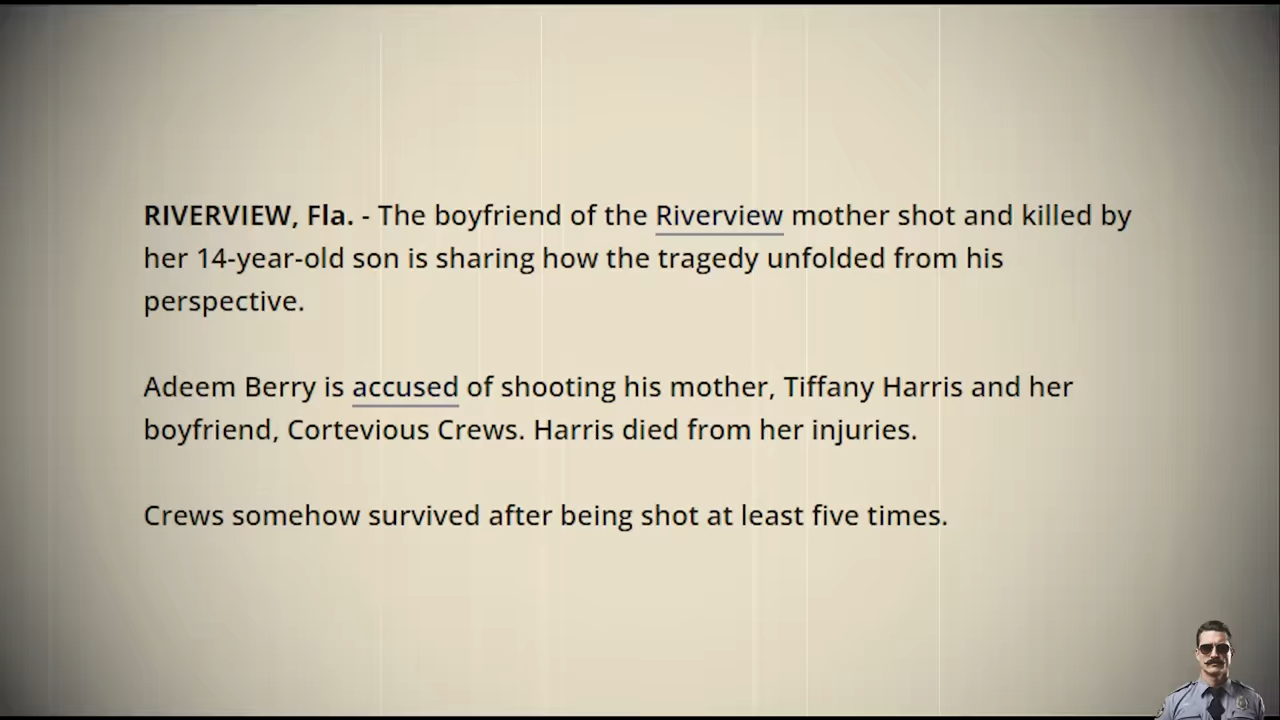 RIVERVIEW, Fla. - The boyfriend of the Riverview mother shot and killed by
her 14-year-old son is sharing how the tragedy unfolded from his
perspective.
Adeem Berry is accused of shooting his mother, Tiffany Harris and her
boyfriend, Cortevious Crews. Harris died from her injuries.
Crews somehow survived after being shot at least five times.